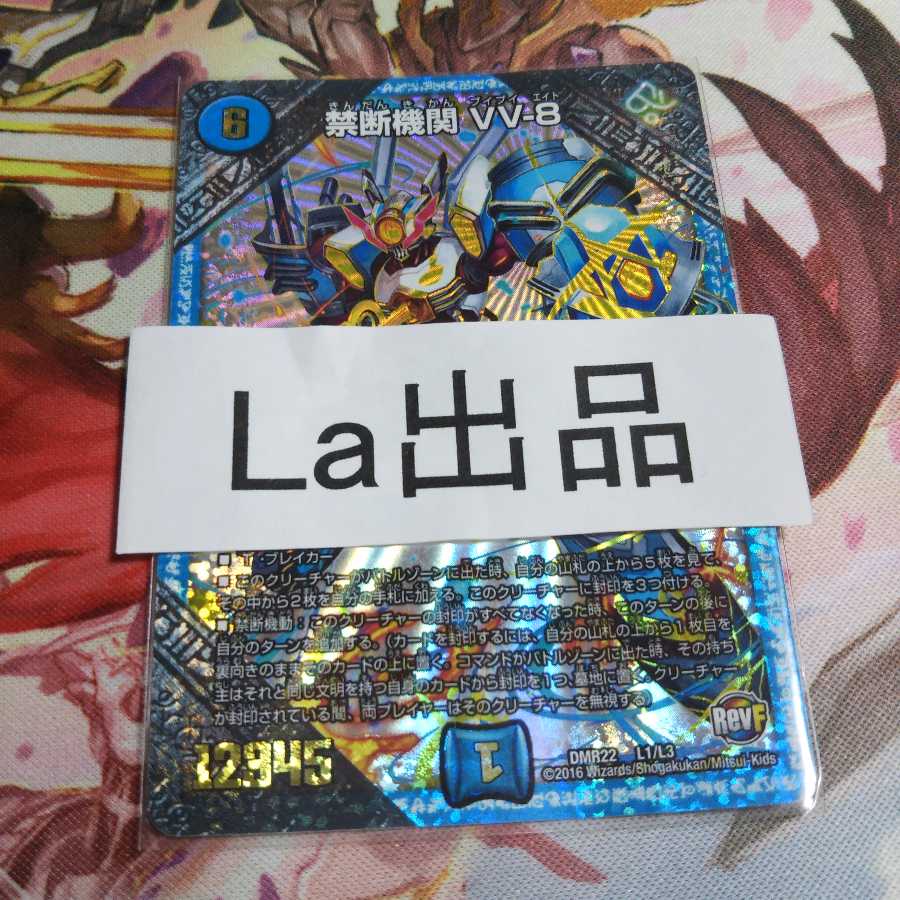 6
きんだんきかん ブイブイ エイト
禁断機関 VV-8
La出品
■T・ブレイカー
■このクリーチャーがバトルゾーンに出た時、自分の山札の上から5枚を見て、
その中から2枚を自分の手札に加える。このクリーチャーに封印を3つ付ける。
■禁断機動：このクリーチャーの封印がすべてなくなった時、このターンの後に
自分のターンを追加する。（カードを封印するには、自分の山札の上から1枚目を
裏向きのままそのカードの上に置く。コマンドがバトルゾーンに出た時、その持ち
主はそれと同じ文明を持つ自身のカードから封印を1つ、墓地に置く。クリーチャー
が封印されている間、両プレイヤーはそのクリーチャーを無視する）
RevF
12345
1
DMR22 L1/L3
©2016 Wizards/Shogakukan/Mitsui-Kids